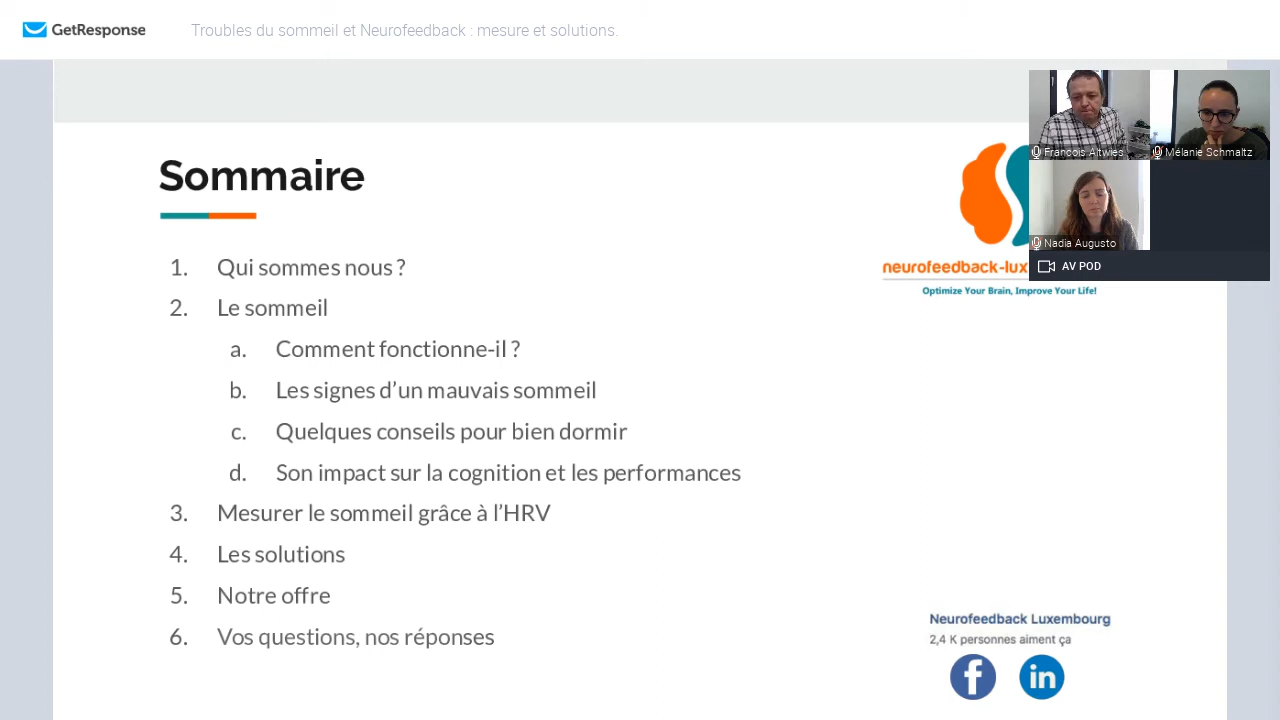 GetResponse
Troubles du sommeil et Neurofeedback : mesure et solutions.
Sommaire
1. Qui sommes nous ?
2. Le sommeil
a. Comment fonctionne-il ?
b. Les signes d’un mauvais sommeil
c. Quelques conseils pour bien dormir
d. Son impact sur la cognition et les performances
3. Mesurer le sommeil grâce à l’HRV
4. Les solutions
5. Notre offre
6. Vos questions, nos réponses
neurofeedback-lux
Optimize Your Brain, Improve Your Life!
François Altwies
Mélanie Schmaltz
Nadia Augusto
AV POD
Neurofeedback Luxembourg
2,4 K personnes aiment ça
f
in